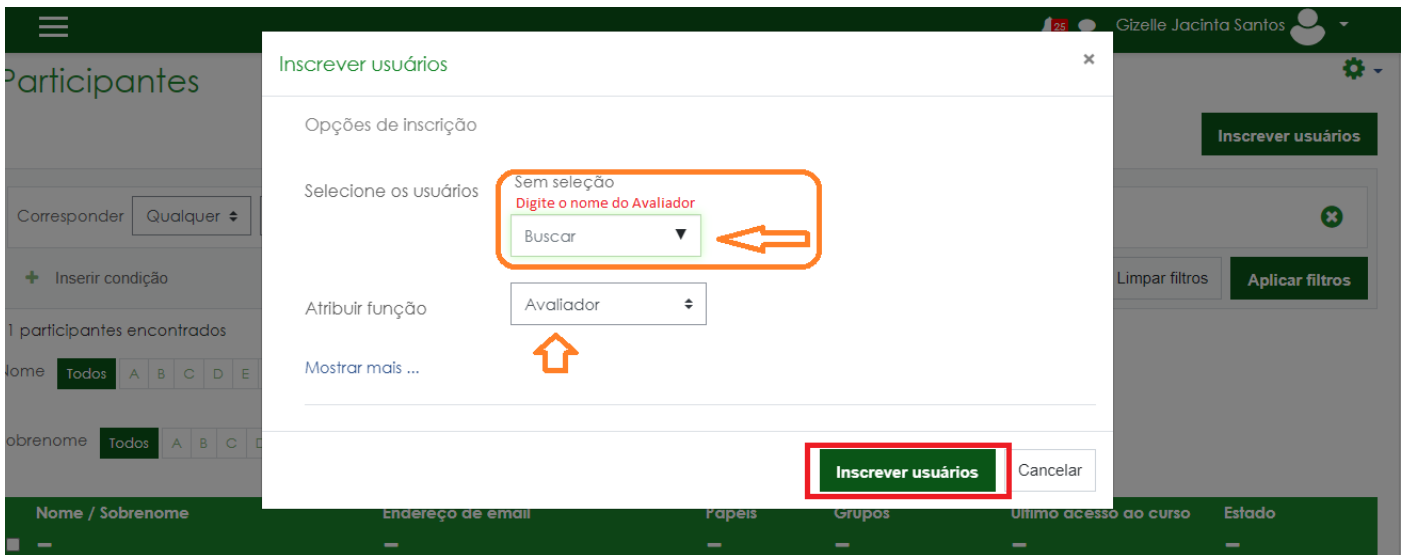 25 Gizelle Jacinta Santos
Participantes
Inscrever usuários
Inscrever usuários ×
Opções de inscrição
Selecione os usuários
Sem seleção
Digite o nome do Avaliador
Buscar
Atribuir função
Avaliador
Mostrar mais ...
Inscrever usuários
Cancelar
Corresponder Qualquer
Inserir condição
Limpar filtros
Aplicar filtros
1 participantes encontrados
Nome Todos A B C D E
Todos A B C
Nome / Sobrenome Endereço de email Papéis Grupos Último acesso ao curso Estado